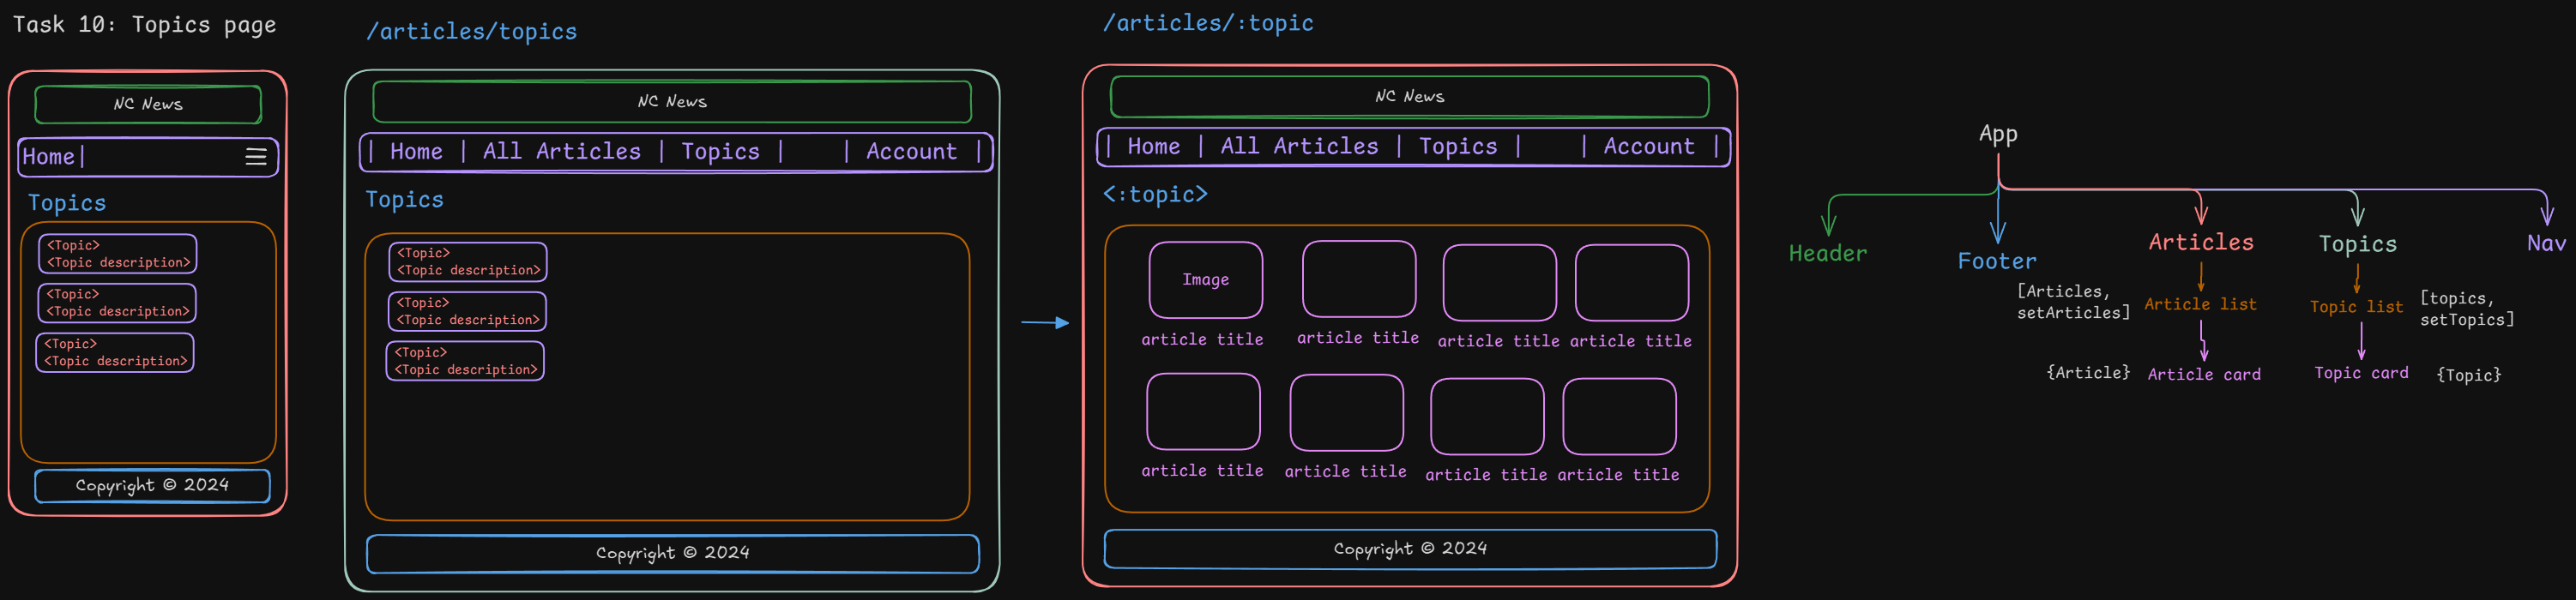 Task 10: Topics page
NC News
Home|
Topics
<Topic>
<Topic description>
<Topic>
<Topic description>
<Topic>
<Topic description>
Copyright © 2024
/articles/topics
NC News
| Home | All Articles | Topics | | Account |
Topics
<Topic>
<Topic description>
<Topic>
<Topic description>
<Topic>
<Topic description>
Copyright © 2024
/articles/:topic
NC News
| Home | All Articles | Topics | | Account |
<:topic>
Image
article title article title article title article title
article title article title article title article title
Copyright © 2024
App
Header
Footer
Articles
Topics
Nav
[Articles,
setArticles]
Article list
Topic list
[topics,
setTopics]
{Article}
Article card
Topic card
{Topic}